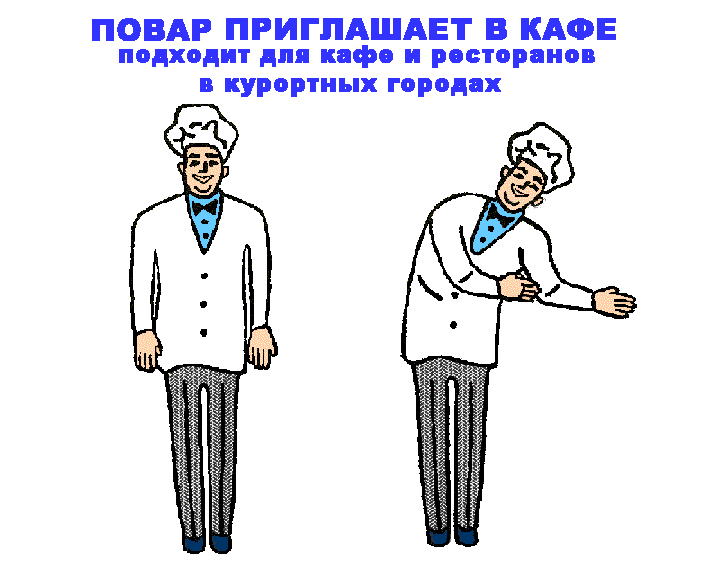 ПОВАР ПРИГЛАШАЕТ В КАФЕ
подходит для кафе и ресторанов
в курортных городах